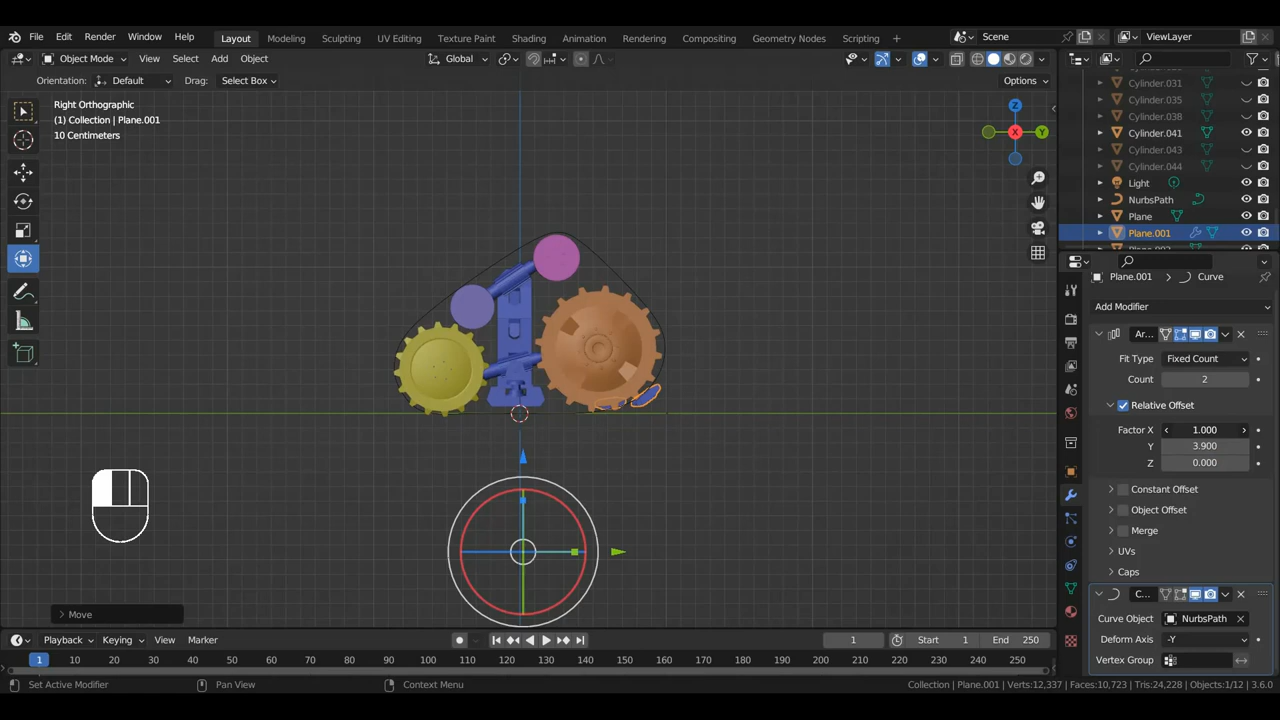 File Edit Render Window Help Layout Modeling Sculpting UV Editing Texture Paint Shading Animation Rendering Compositing Geometry Nodes Scripting + Scene ViewLayer
Object Mode View Select Add Object Global
Orientation: Default Drag: Select Box Options
Right Orthographic
(1) Collection | Plane.001
10 Centimeters
Z
Y
X
Cylinder.031
Cylinder.035
Cylinder.038
Cylinder.041
Cylinder.043
Cylinder.044
Light
NurbsPath
Plane
Plane.001
Plane.001 > Curve
Add Modifier
Ar...
Fit Type Fixed Count
Count 2
Relative Offset
Factor X 1.000
Y 3.900
Z 0.000
Constant Offset
Object Offset
Merge
UVs
Caps
C...
Curve Object NurbsPath
Deform Axis -Y
Vertex Group
Move
Playback Keying View Marker 1 Start 1 End 250
1 10 20 30 40 50 60 70 80 90 100 110 120 130 140 150 160 170 180 190 200 210 220 230 240 250
Set Active Modifier Pan View Context Menu Collection | Plane.001 | Verts:12,337 | Faces:10,723 | Tris:24,228 | Objects:1/12 | 3.6.0